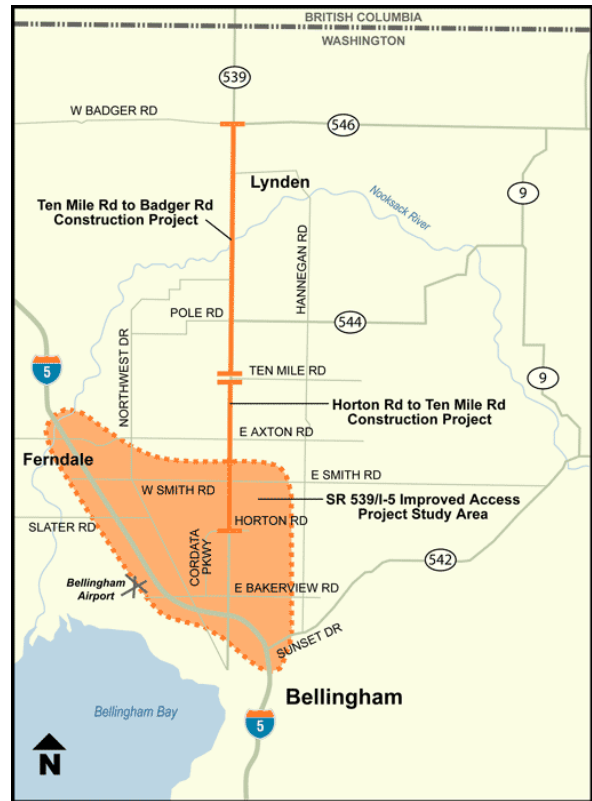 BRITISH COLUMBIA
WASHINGTON
539
W BADGER RD
546
Lynden
9
Ten Mile Rd to Badger Rd
Construction Project
Nooksack River
HANNEGAN RD
NORTHWEST DR
POLE RD
544
5
TEN MILE RD
9
Horton Rd to Ten Mile Rd
Construction Project
E AXTON RD
Ferndale
E SMITH RD
W SMITH RD
SR 539/I-5 Improved Access
Project Study Area
SLATER RD
HORTON RD
CORDATA
PKWY
542
Bellingham
Airport
E BAKERVIEW RD
SUNSET DR
Bellingham
Bellingham Bay
5
N